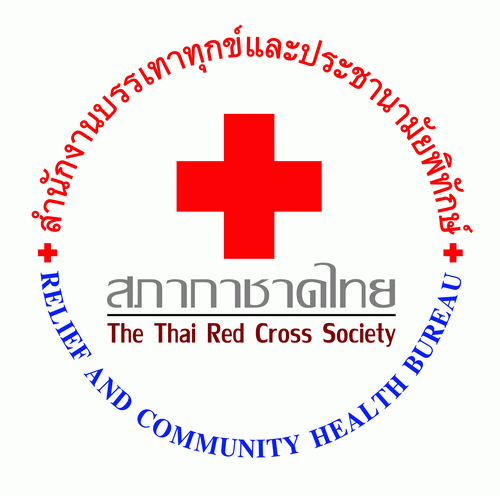 สำนักงานบรรเทาทุกข์และประชานามัยพิทักษ์
สภากาชาดไทย
The Thai Red Cross Society
RELIEF AND COMMUNITY HEALTH BUREAU